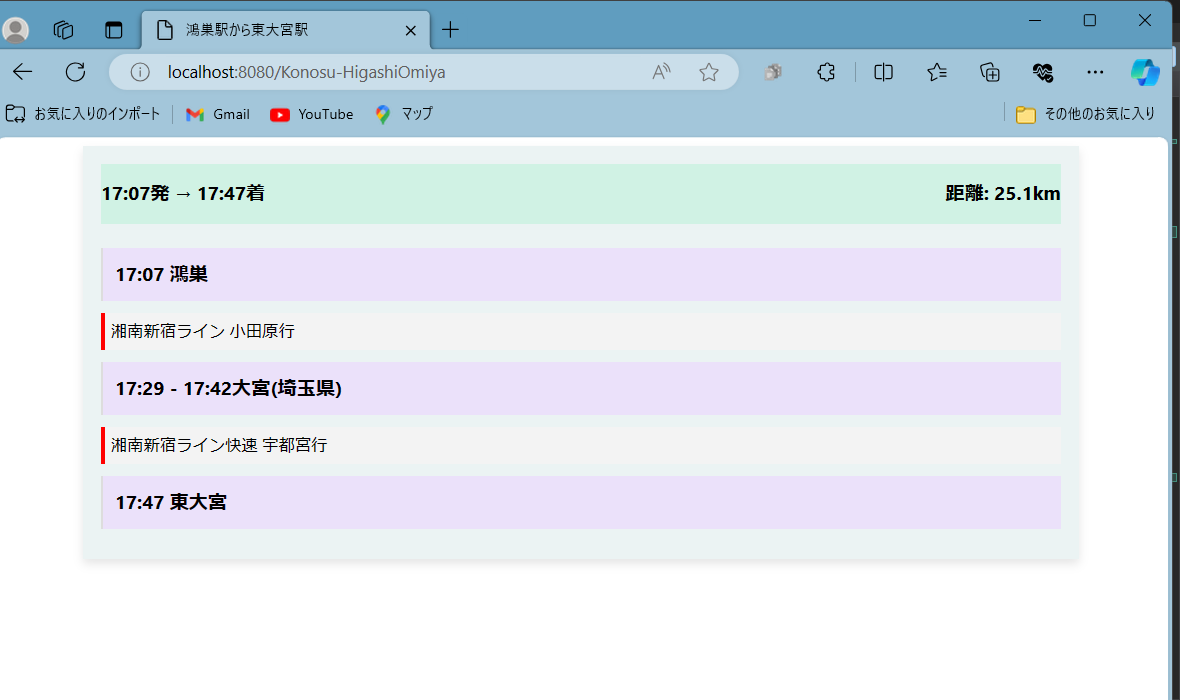 鴻巣駅から東大宮駅
localhost:8080/Konosu-HigashiOmiya
お気に入りのインポート Gmail YouTube マップ その他のお気に入り
17:07発 → 17:47着 距離: 25.1km
17:07 鴻巣
湘南新宿ライン 小田原行
17:29 - 17:42大宮(埼玉県)
湘南新宿ライン快速 宇都宮行
17:47 東大宮